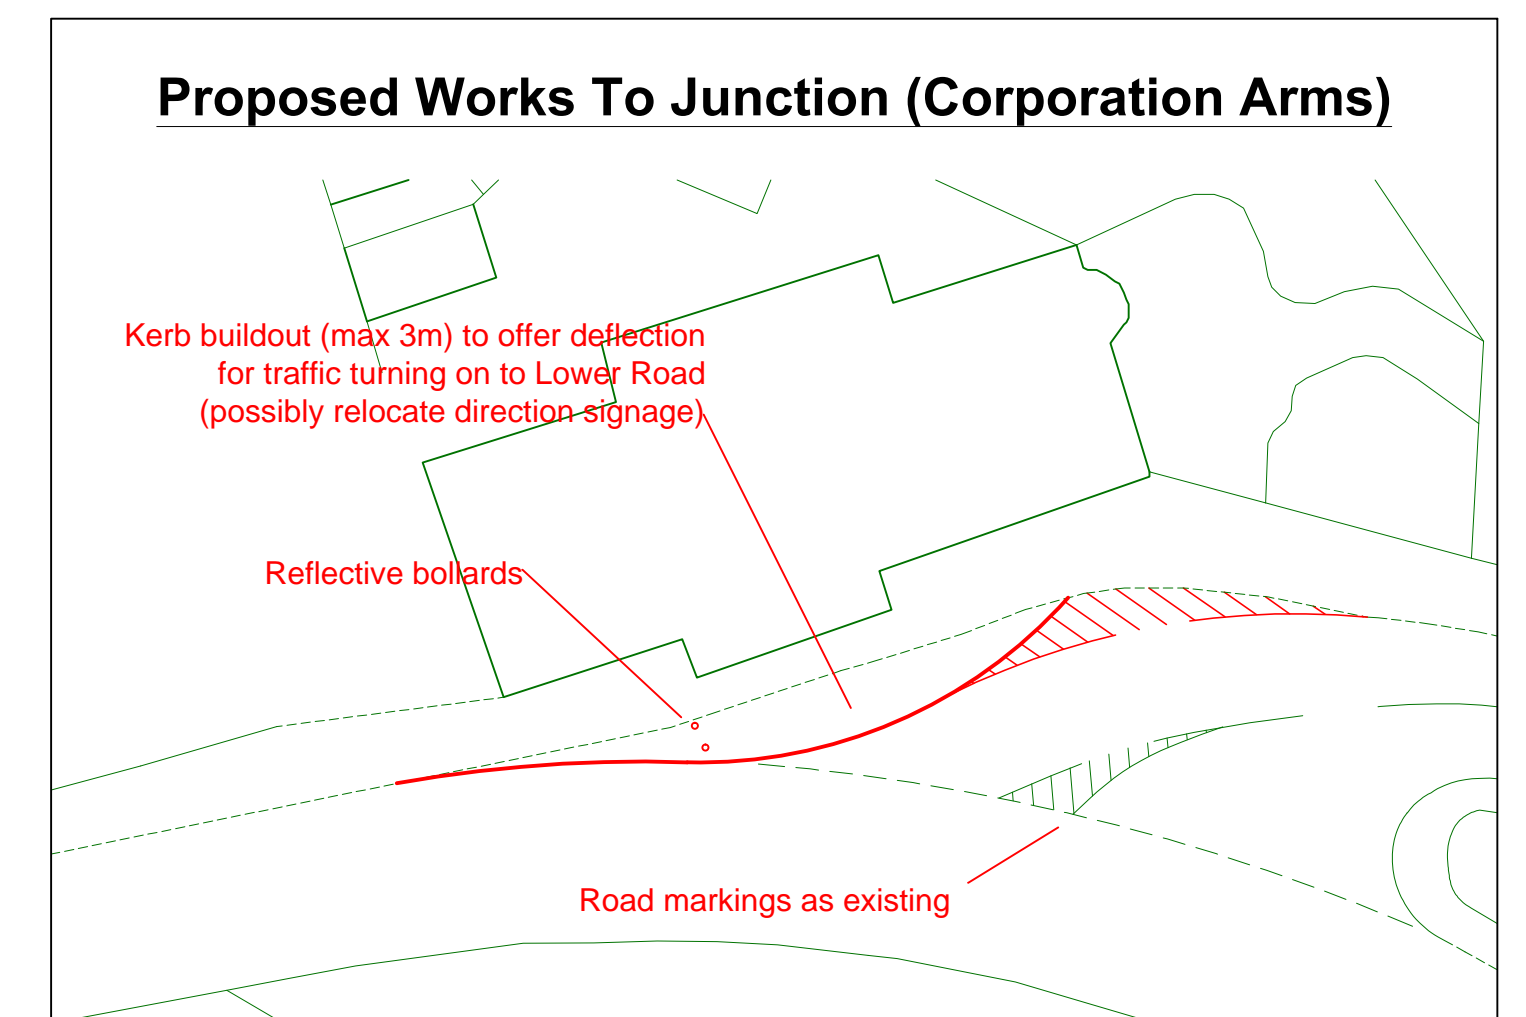 Proposed Works To Junction (Corporation Arms)
Kerb buildout (max 3m) to offer deflection
for traffic turning on to Lower Road
(possibly relocate direction signage)
Reflective bollards
Road markings as existing